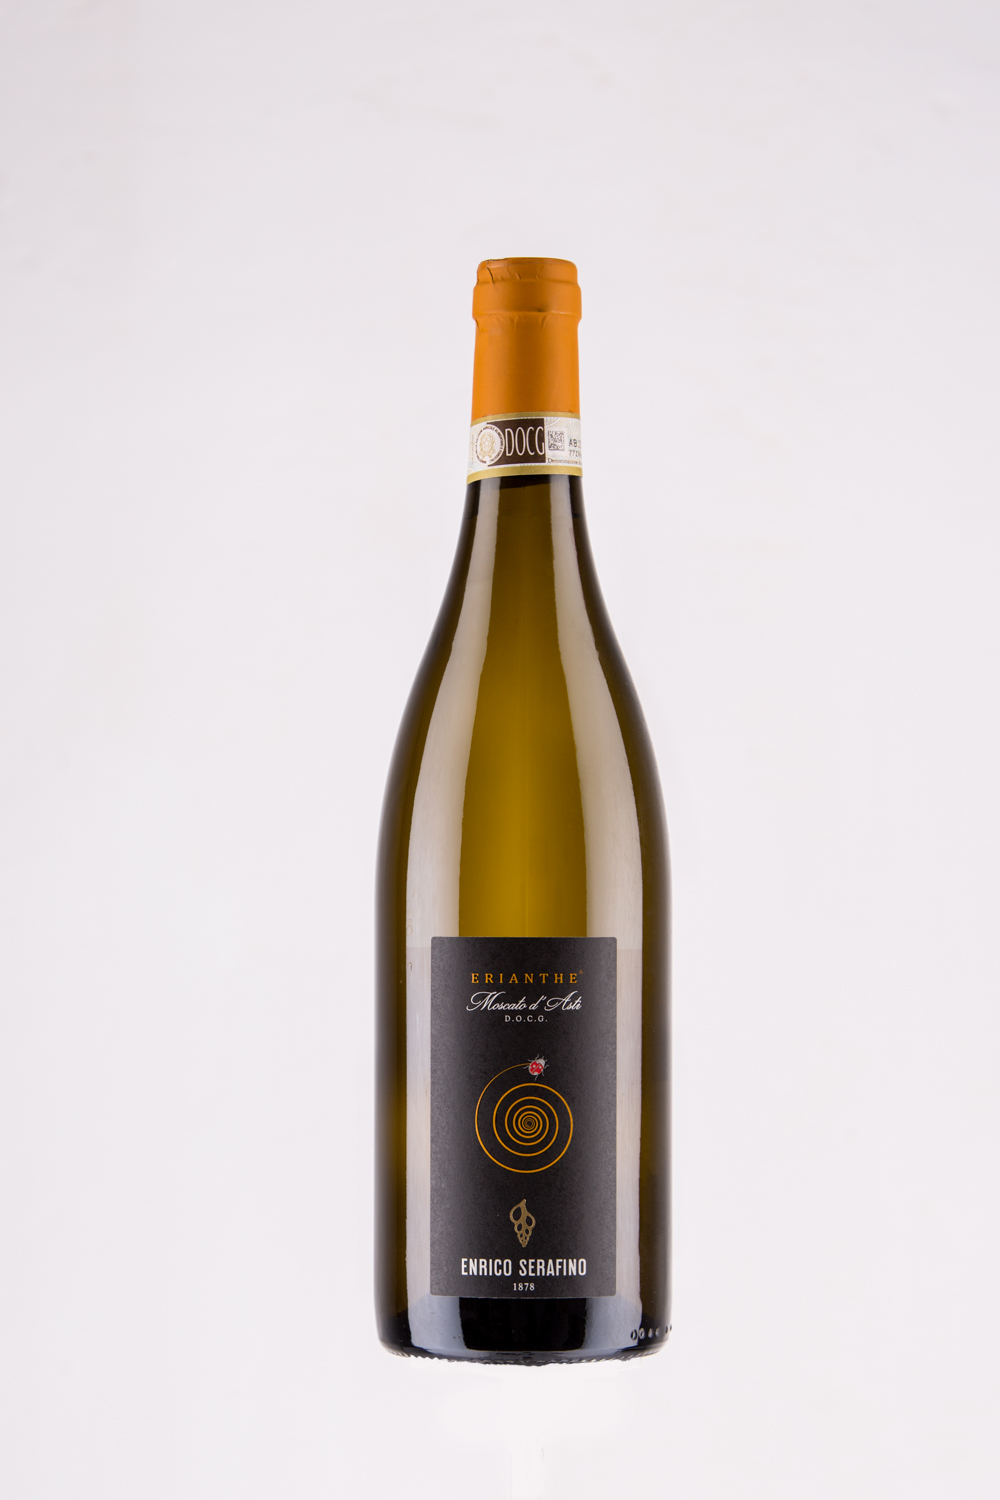 DOCG
ERIANTHE®
Moscato d'Asti
D.O.C.G.
ENRICO SERAFINO
1878